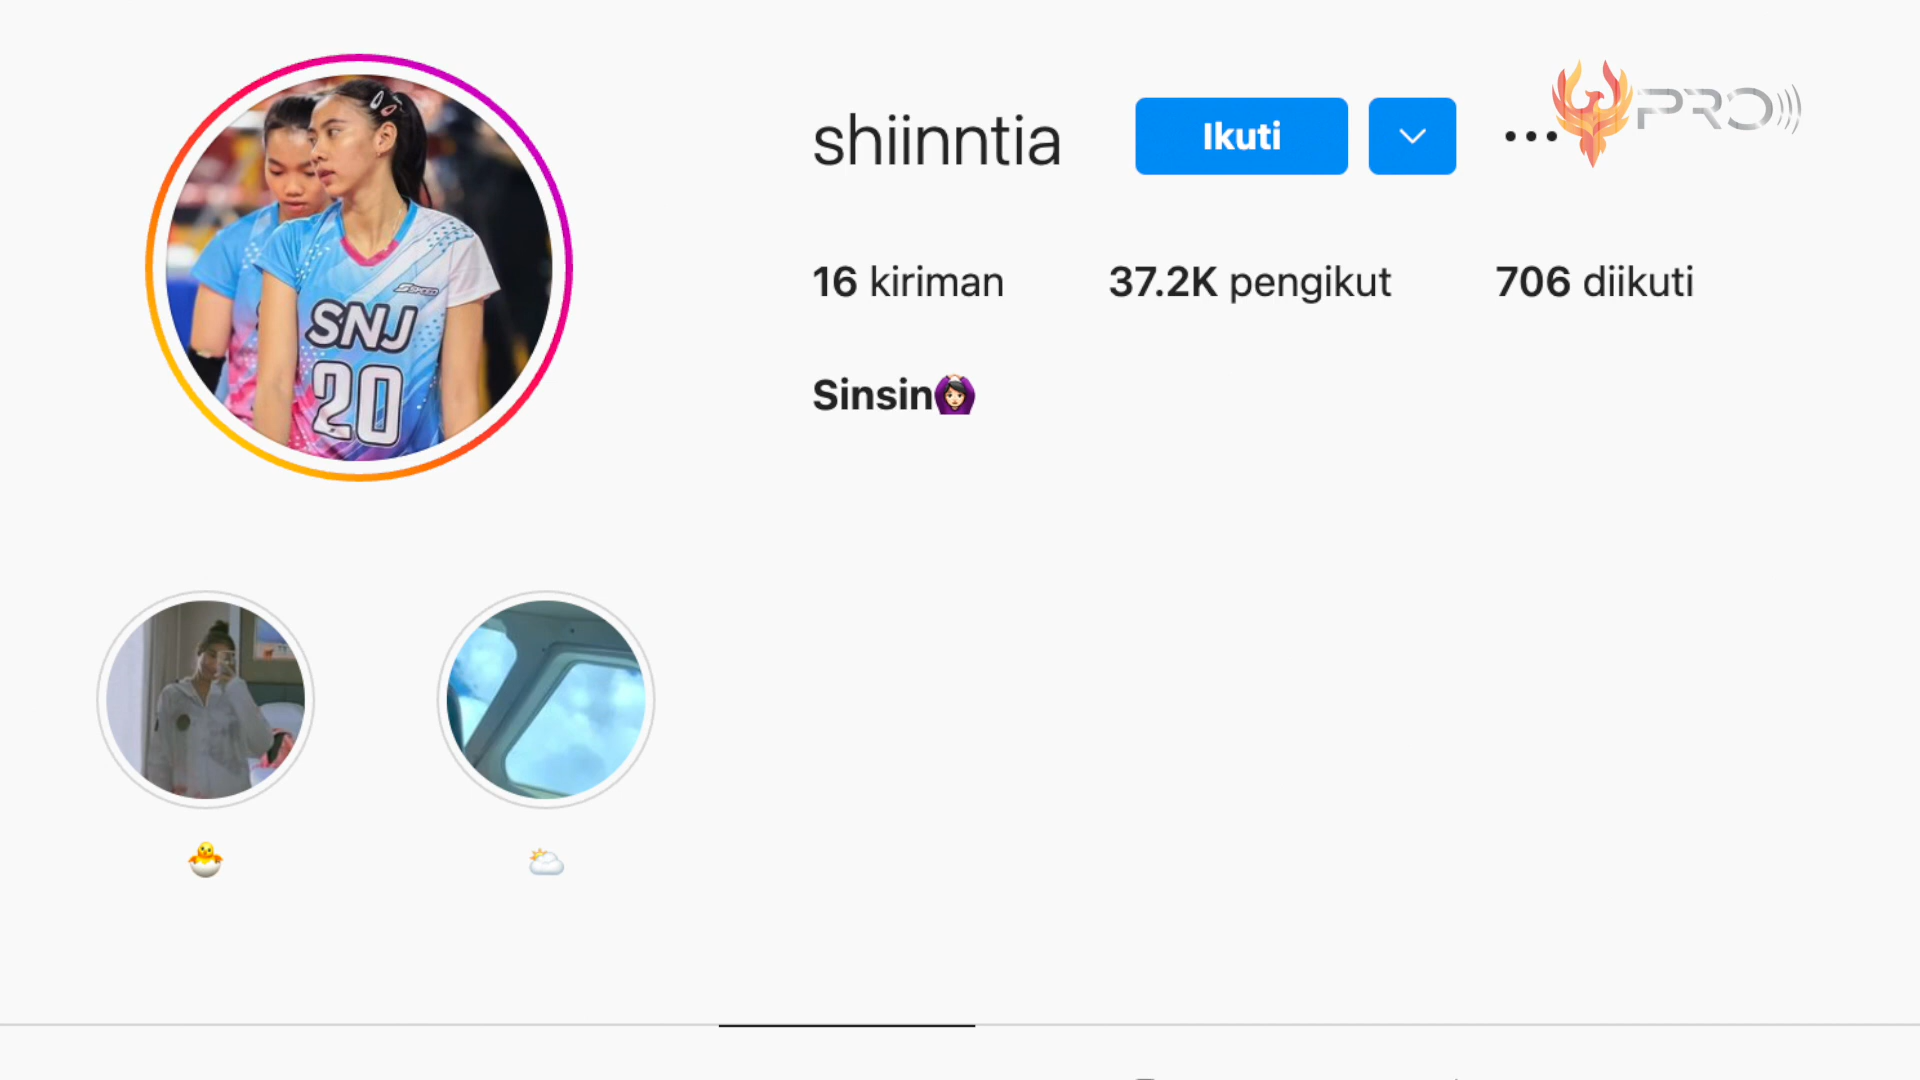 shiinntia
Ikuti
PRO
16 kiriman 37.2K pengikut 706 diikuti
Sinsin🙆🏻‍♀️
SNJ
20